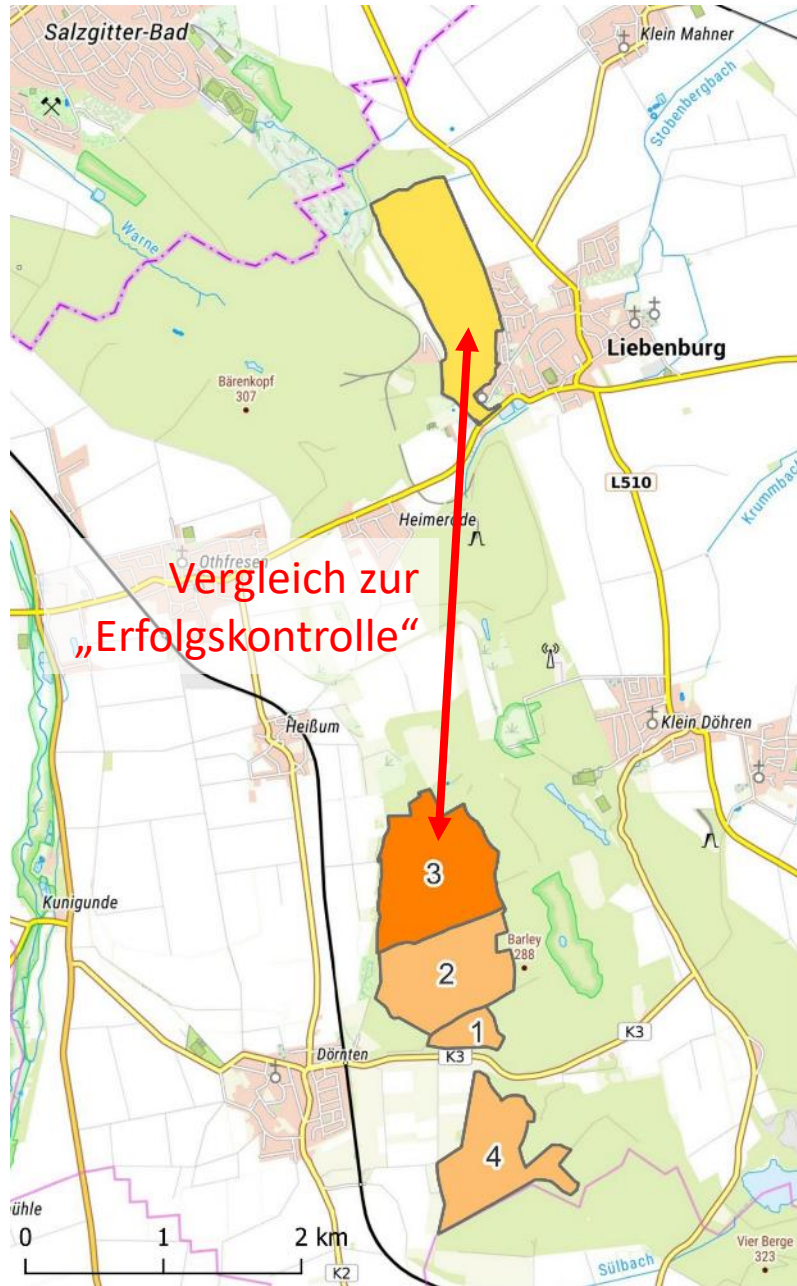 Salzgitter-Bad
Klein Mahner
Stobenbergbach
Warne
Liebenburg
Bärenkopf
307
L510
Krummbach
Heimerode
Othfresen
Vergleich zur
„Erfolgskontrolle“
Heißum
Klein Döhren
3
Kunigunde
2
Barley
288
1
K3
Dörnten
K3
4
ühle
0 1 2 km
Vier Berge
323
Sülbach
K2